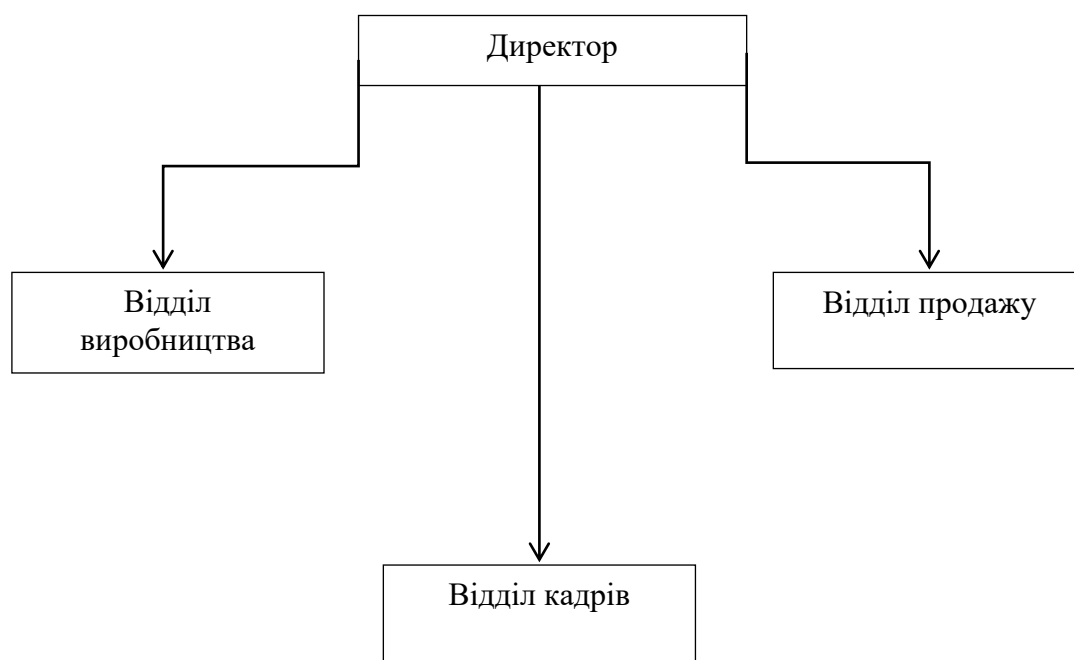 Директор
Відділ
виробництва
Відділ продажу
Відділ кадрів